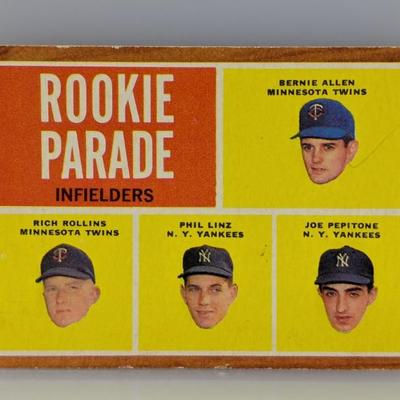 ROOKIE
PARADE
INFIELDERS
BERNIE ALLEN
MINNESOTA TWINS
RICH ROLLINS
MINNESOTA TWINS
PHIL LINZ
N. Y. YANKEES
JOE PEPITONE
N. Y. YANKEES